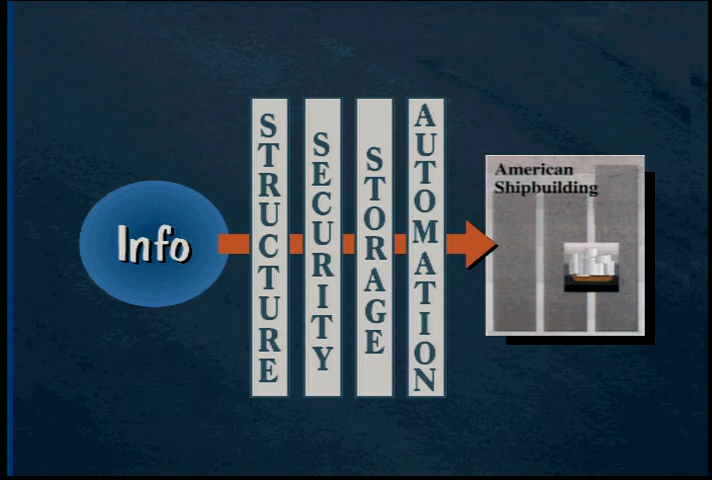 Info
STRUCTURE
SECURITY
STORAGE
AUTOMATION
American
Shipbuilding